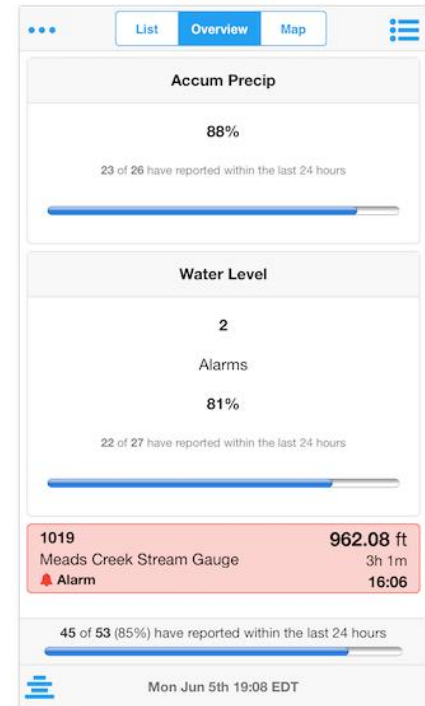 List Overview Map
Accum Precip
88%
23 of 26 have reported within the last 24 hours
Water Level
2
Alarms
81%
22 of 27 have reported within the last 24 hours
1019 962.08 ft
Meads Creek Stream Gauge 3h 1m
Alarm 16:06
45 of 53 (85%) have reported within the last 24 hours
Mon Jun 5th 19:08 EDT